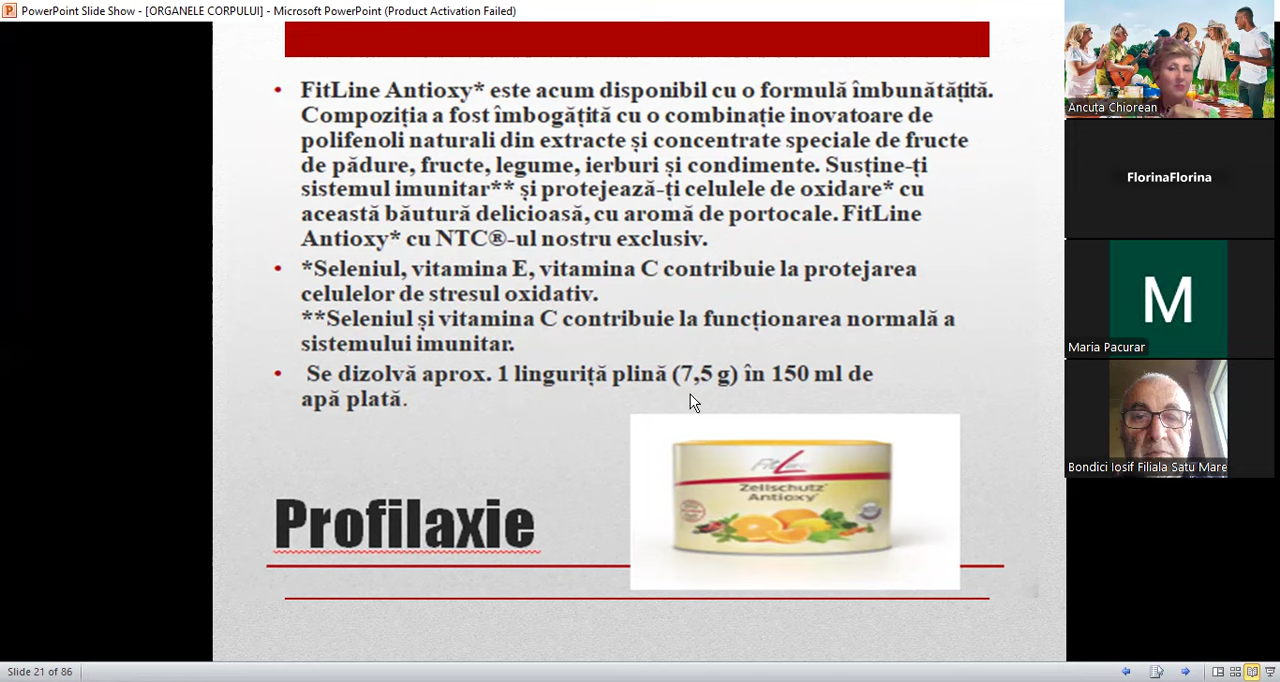 PowerPoint Slide Show - [ORGANELE CORPULUI] - Microsoft PowerPoint (Product Activation Failed)
• FitLine Antioxy* este acum disponibil cu o formulă îmbunătățită.
Compoziția a fost îmbogățită cu o combinație inovatoare de
polifenoli naturali din extracte și concentrate speciale de fructe
de pădure, fructe, legume, ierburi și condimente. Susține-ți
sistemul imunitar** și protejează-ți celulele de oxidare* cu
această băutură delicioasă, cu aromă de portocale. FitLine
Antioxy* cu NTC®-ul nostru exclusiv.
• *Seleniul, vitamina E, vitamina C contribuie la protejarea
celulelor de stresul oxidativ.
**Seleniul și vitamina C contribuie la funcționarea normală a
sistemului imunitar.
• Se dizolvă aprox. 1 linguriță plină (7,5 g) în 150 ml de
apă plată.
FitLine
Zellschutz
Antioxy
Profilaxie
Ancuța Chiorean
FlorinaFlorina
M
Maria Pacurar
Bondici Iosif Filiala Satu Mare
Slide 21 of 86